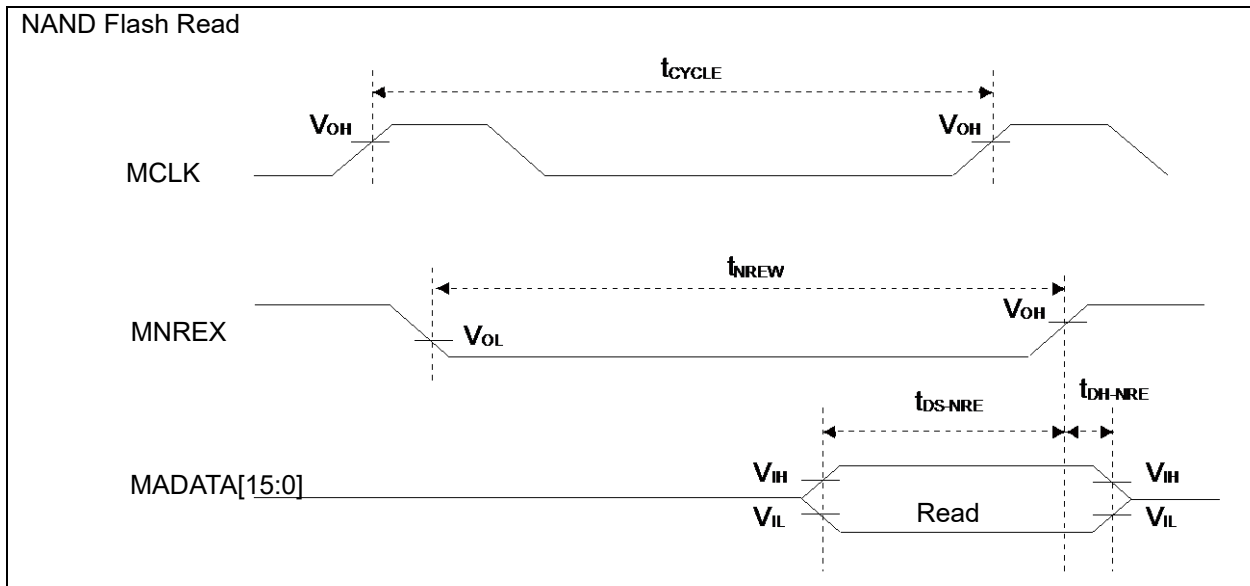 NAND Flash Read
tCYCLE
VOH
VOH
MCLK
tNREW
VOH
MNREX
VOL
tDS-NRE
tDH-NRE
VIH
VIH
MADATA[15:0]
VIL
Read
VIL